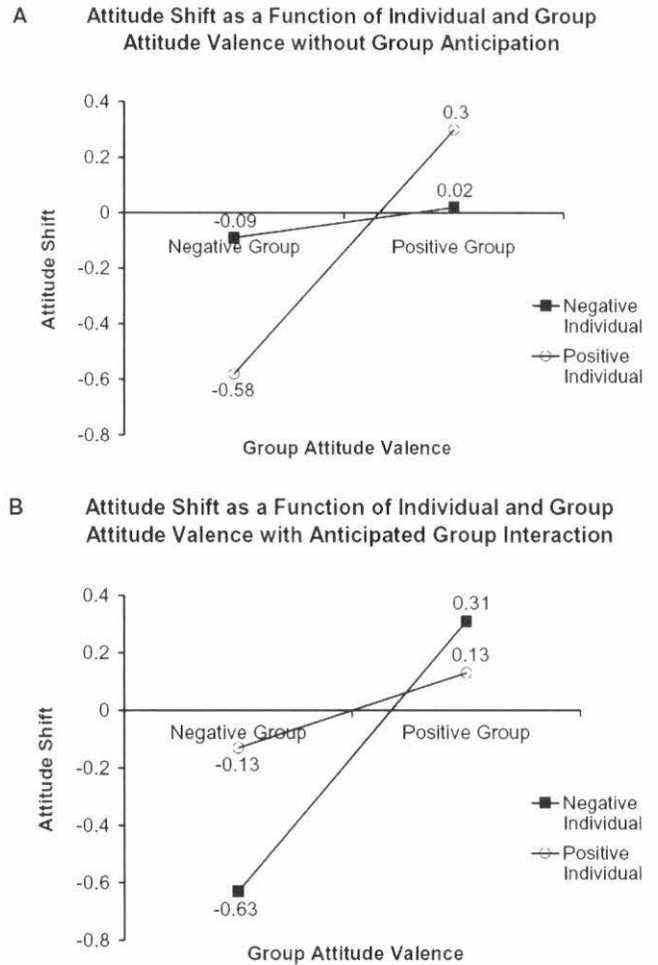 A
Attitude Shift as a Function of Individual and Group
Attitude Valence without Group Anticipation
0.4
0.2
0
-0.2
-0.4
-0.6
-0.8
Attitude Shift
0.3
0.02
-0.09
Negative Group
Positive Group
-0.58
Negative
Individual
Positive
Individual
Group Attitude Valence
B
Attitude Shift as a Function of Individual and Group
Attitude Valence with Anticipated Group Interaction
0.4
0.2
0
-0.2
-0.4
-0.6
-0.8
Attitude Shift
0.31
0.13
Negative Group
Positive Group
-0.13
-0.63
Negative
Individual
Positive
Individual
Group Attitude Valence